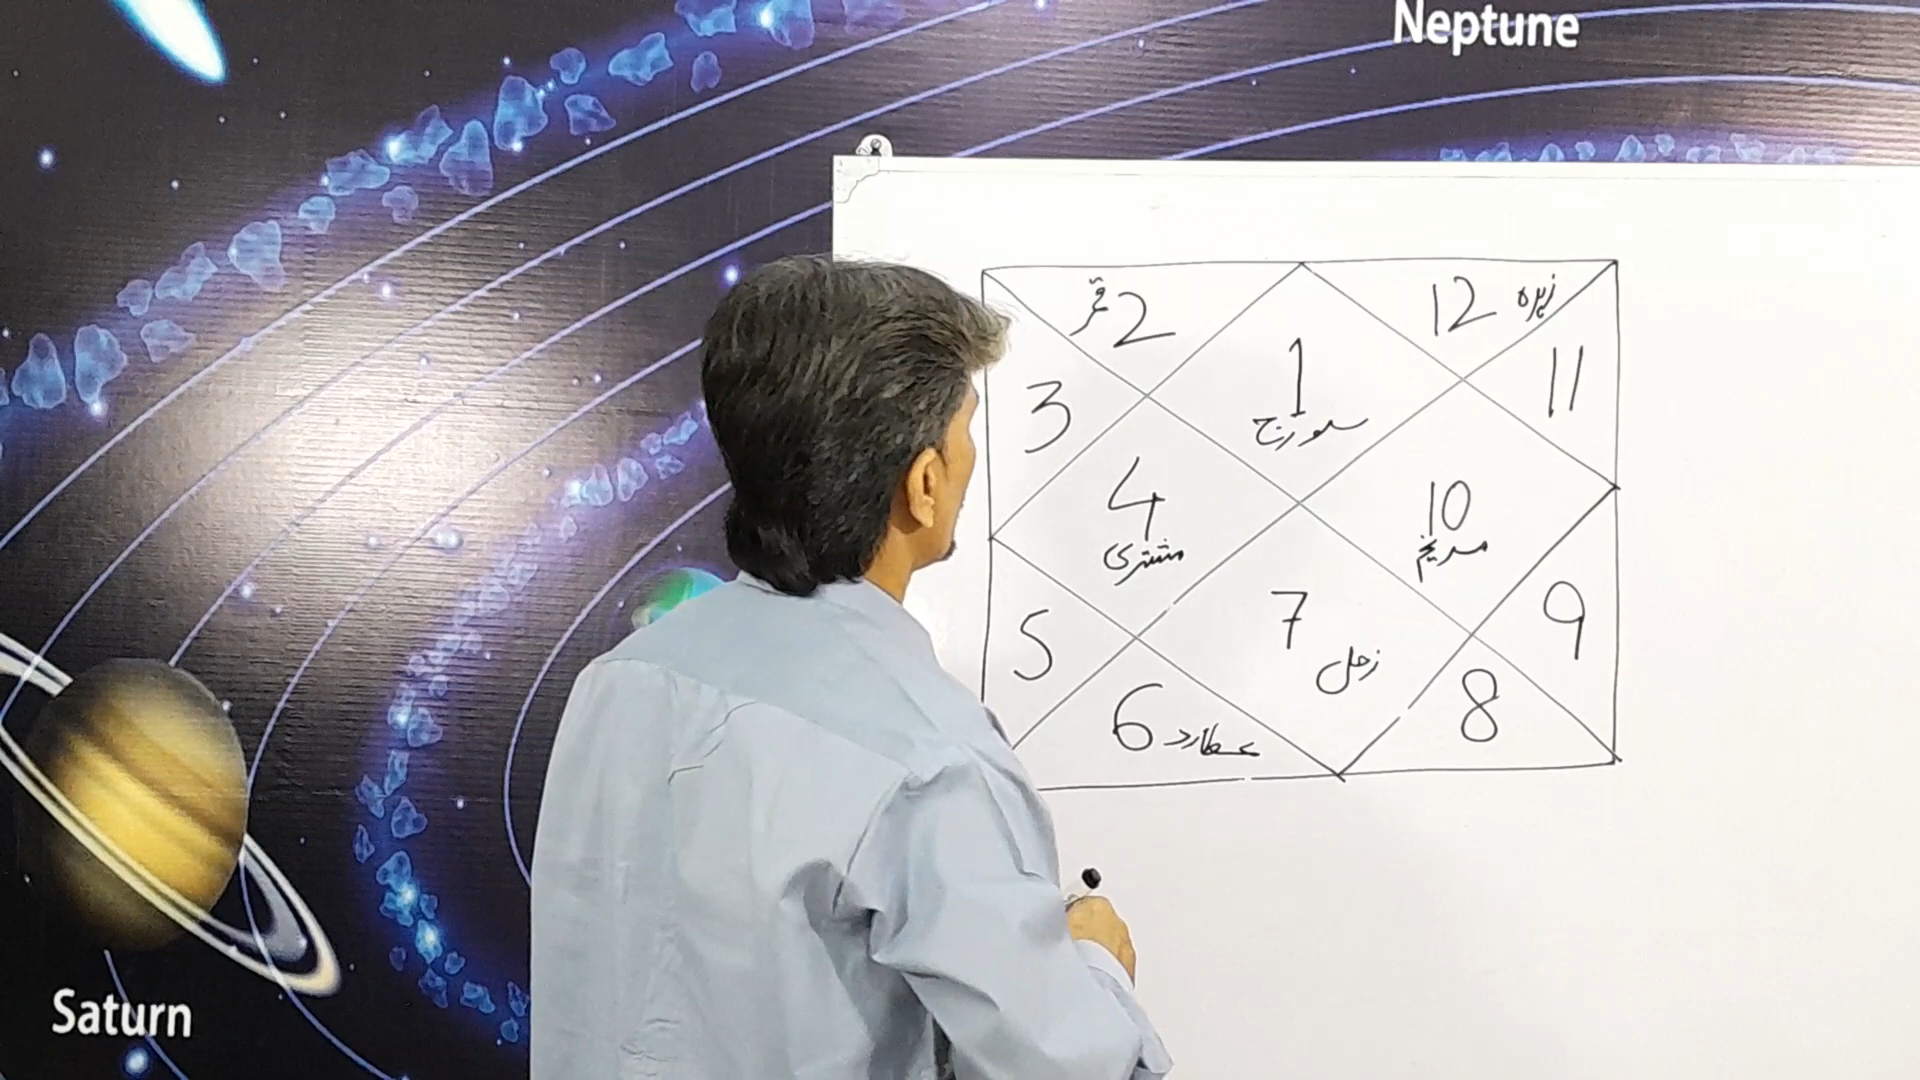 Neptune
قمر 2
12 زہرہ
1
سورج
11
3
4
مشتری
10
مریخ
7
زحل
9
5
6 عطارد
8
Saturn